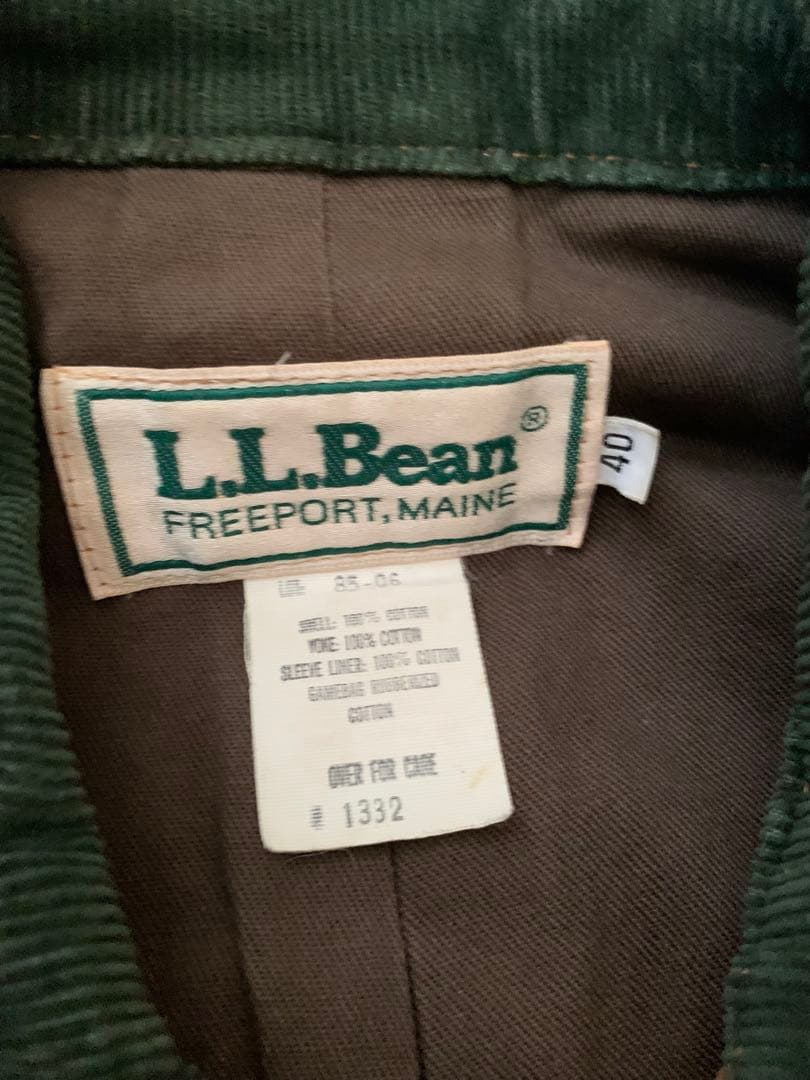 L.L.Bean®
FREEPORT, MAINE
40
85-06
SHELL: 100% COTTON
YOKE: 100% COTTON
SLEEVE LINER: 100% COTTON
GAMEBAG RUBBERIZED
COTTON
OVER FOR CARE
# 1332